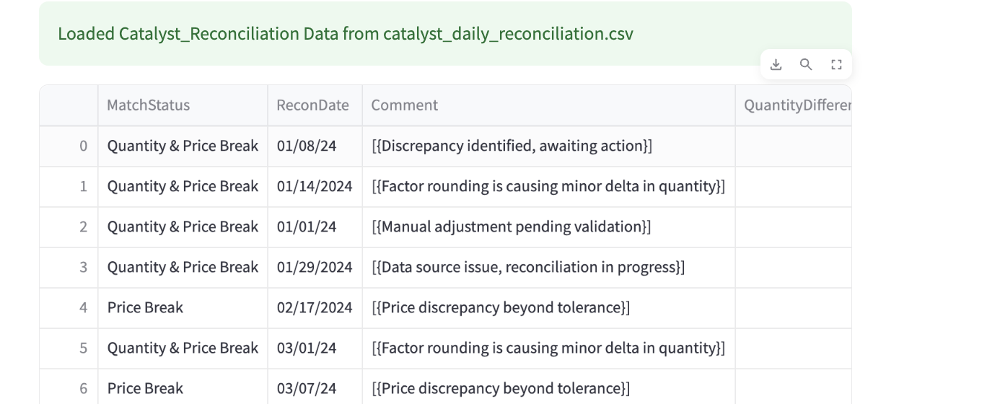 Loaded Catalyst_Reconciliation Data from catalyst_daily_reconciliation.csv
MatchStatus ReconDate Comment QuantityDifferen
0 Quantity & Price Break 01/08/24 [{Discrepancy identified, awaiting action}]
1 Quantity & Price Break 01/14/2024 [{Factor rounding is causing minor delta in quantity}]
2 Quantity & Price Break 01/01/24 [{Manual adjustment pending validation}]
3 Quantity & Price Break 01/29/2024 [{Data source issue, reconciliation in progress}]
4 Price Break 02/17/2024 [{Price discrepancy beyond tolerance}]
5 Quantity & Price Break 03/01/24 [{Factor rounding is causing minor delta in quantity}]
6 Price Break 03/07/24 [{Price discrepancy beyond tolerance}]